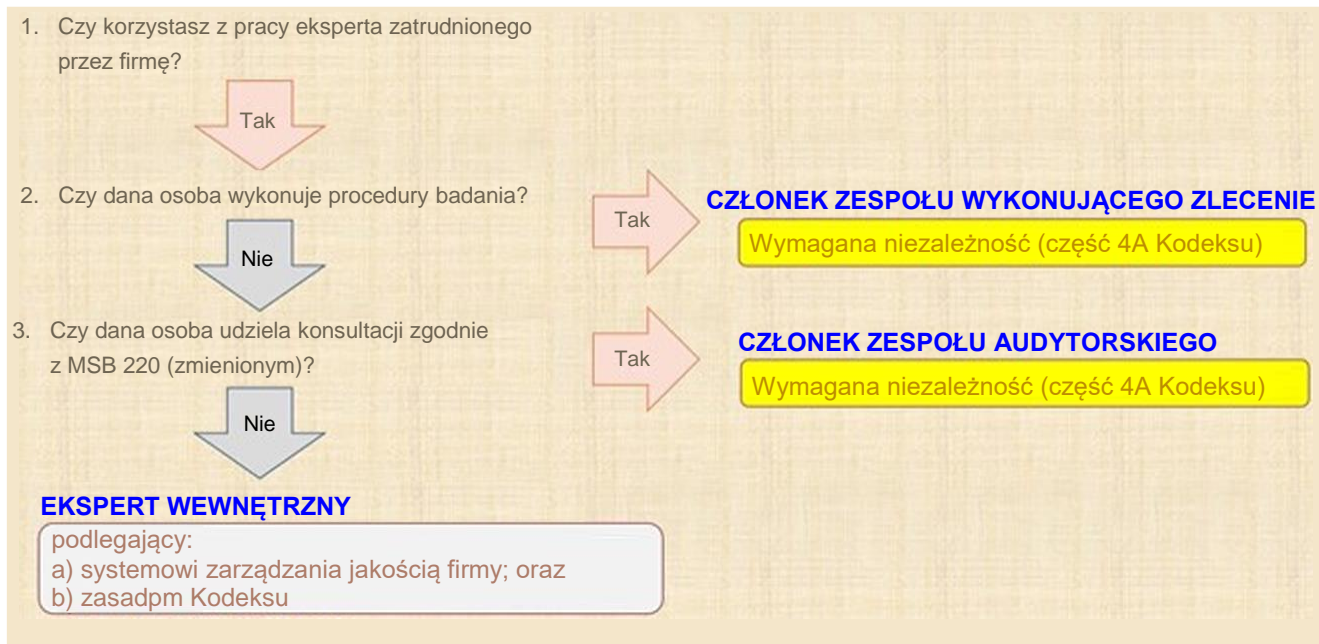 1. Czy korzystasz z pracy eksperta zatrudnionego
przez firmę?
Tak
2. Czy dana osoba wykonuje procedury badania?
Tak
CZŁONEK ZESPOŁU WYKONUJĄCEGO ZLECENIE
Wymagana niezależność (część 4A Kodeksu)
Nie
3. Czy dana osoba udziela konsultacji zgodnie
z MSB 220 (zmienionym)?
Tak
CZŁONEK ZESPOŁU AUDYTORSKIEGO
Wymagana niezależność (część 4A Kodeksu)
Nie
EKSPERT WEWNĘTRZNY
podlegający:
a) systemowi zarządzania jakością firmy; oraz
b) zasadpm Kodeksu